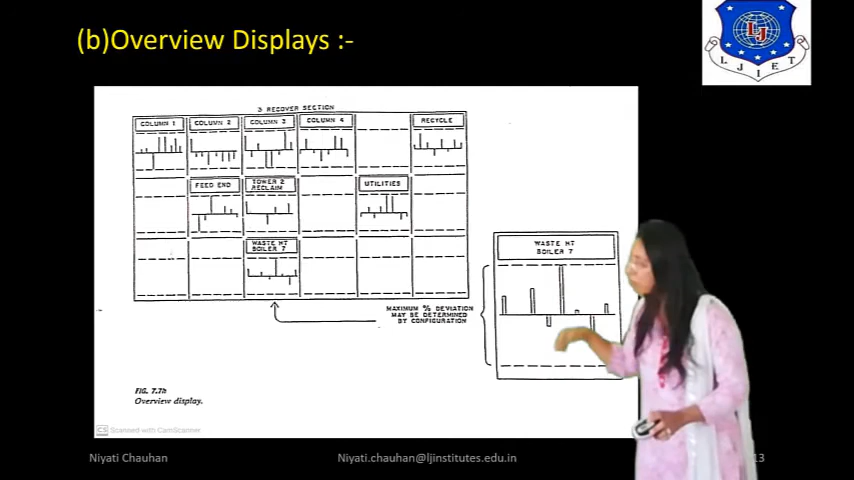 (b)Overview Displays :-
LJ
LJIET
3 RECOVER SECTION
COLUMN 1
COLUMN 2
COLUMN 3
COLUMN 4
RECYCLE
FEED END
TOWER 2
RECLAIM
UTILITIES
WASTE HT
BOILER 7
WASTE HT
BOILER 7
MAXIMUM % DEVIATION
MAY BE DETERMINED
BY CONFIGURATION
FIG. 7.7b
Overview display.
CS Scanned with CamScanner
Niyati Chauhan
Niyati.chauhan@ljinstitutes.edu.in
13